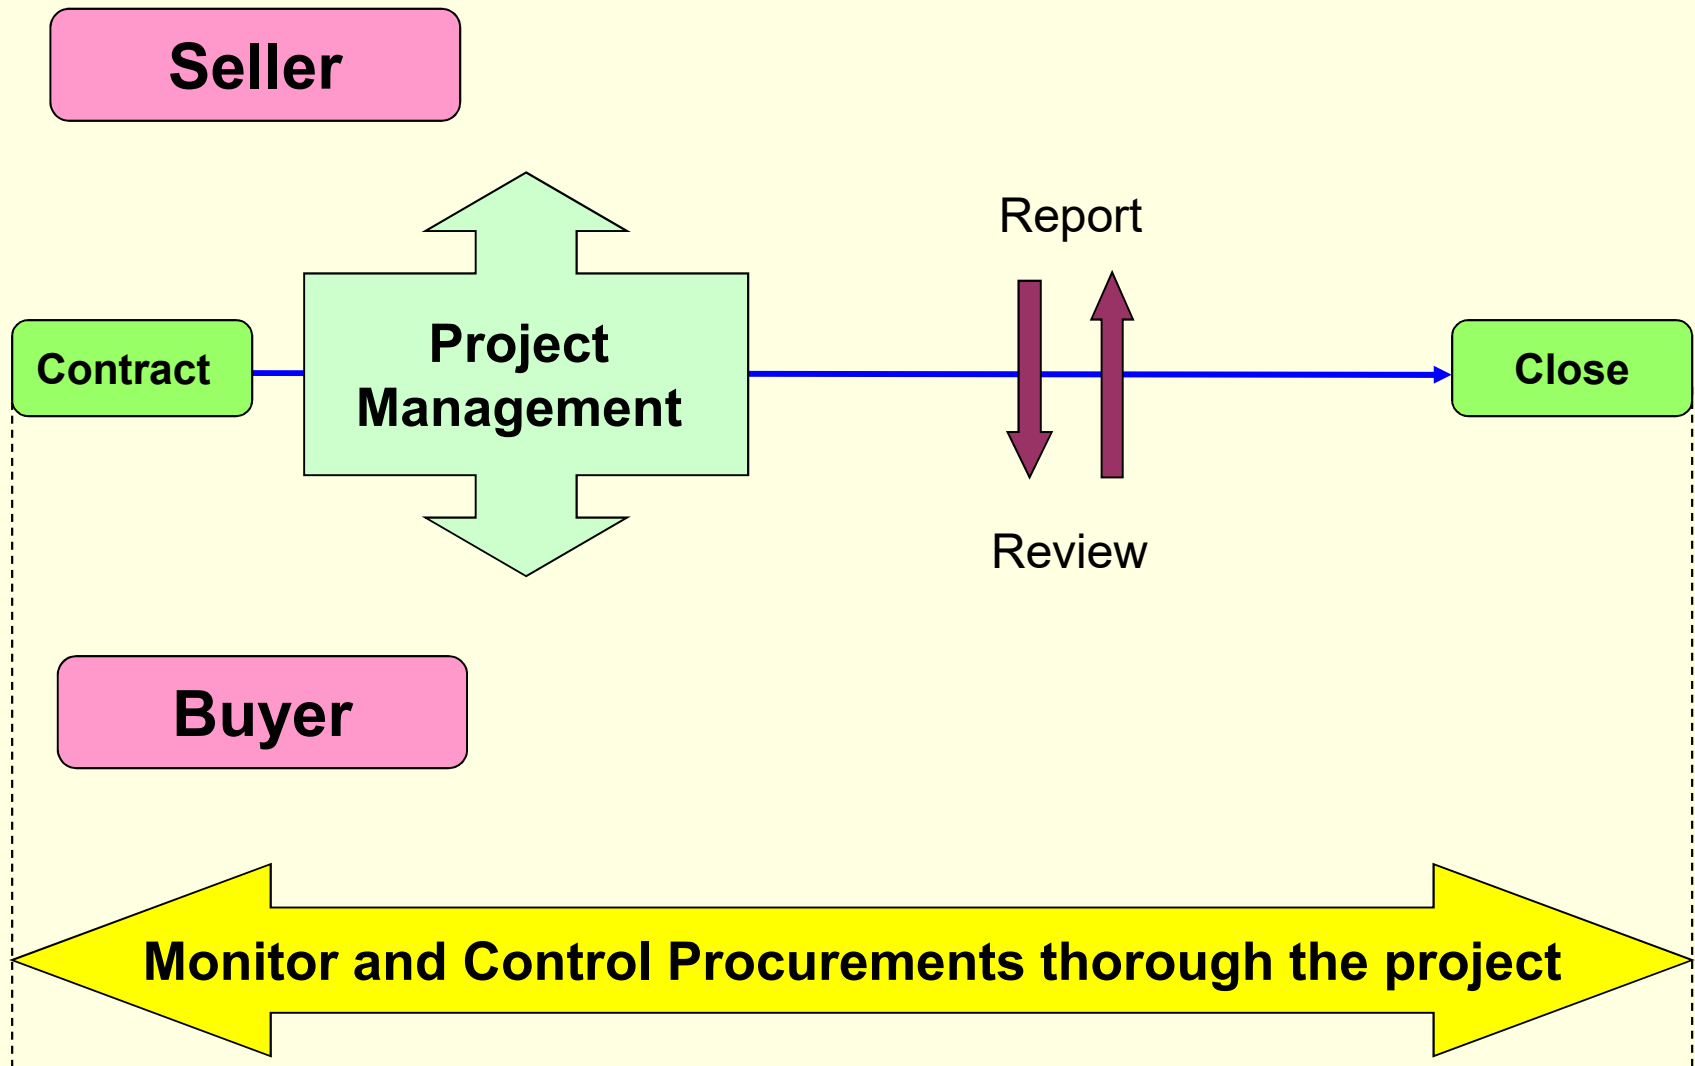 Seller
Report
Contract
Project
Management
Close
Review
Buyer
Monitor and Control Procurements thorough the project